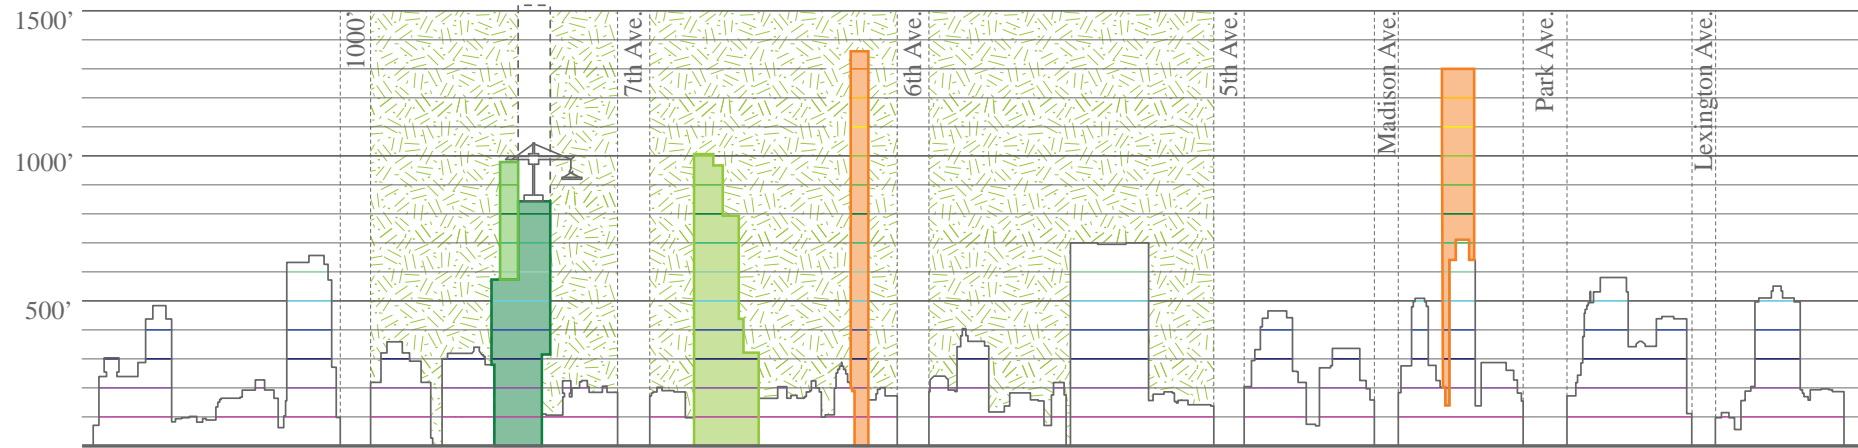 1500’
1000’
500’
1000’
7th Ave.
6th Ave.
5th Ave.
Madison Ave.
Park Ave.
Lexington Ave.